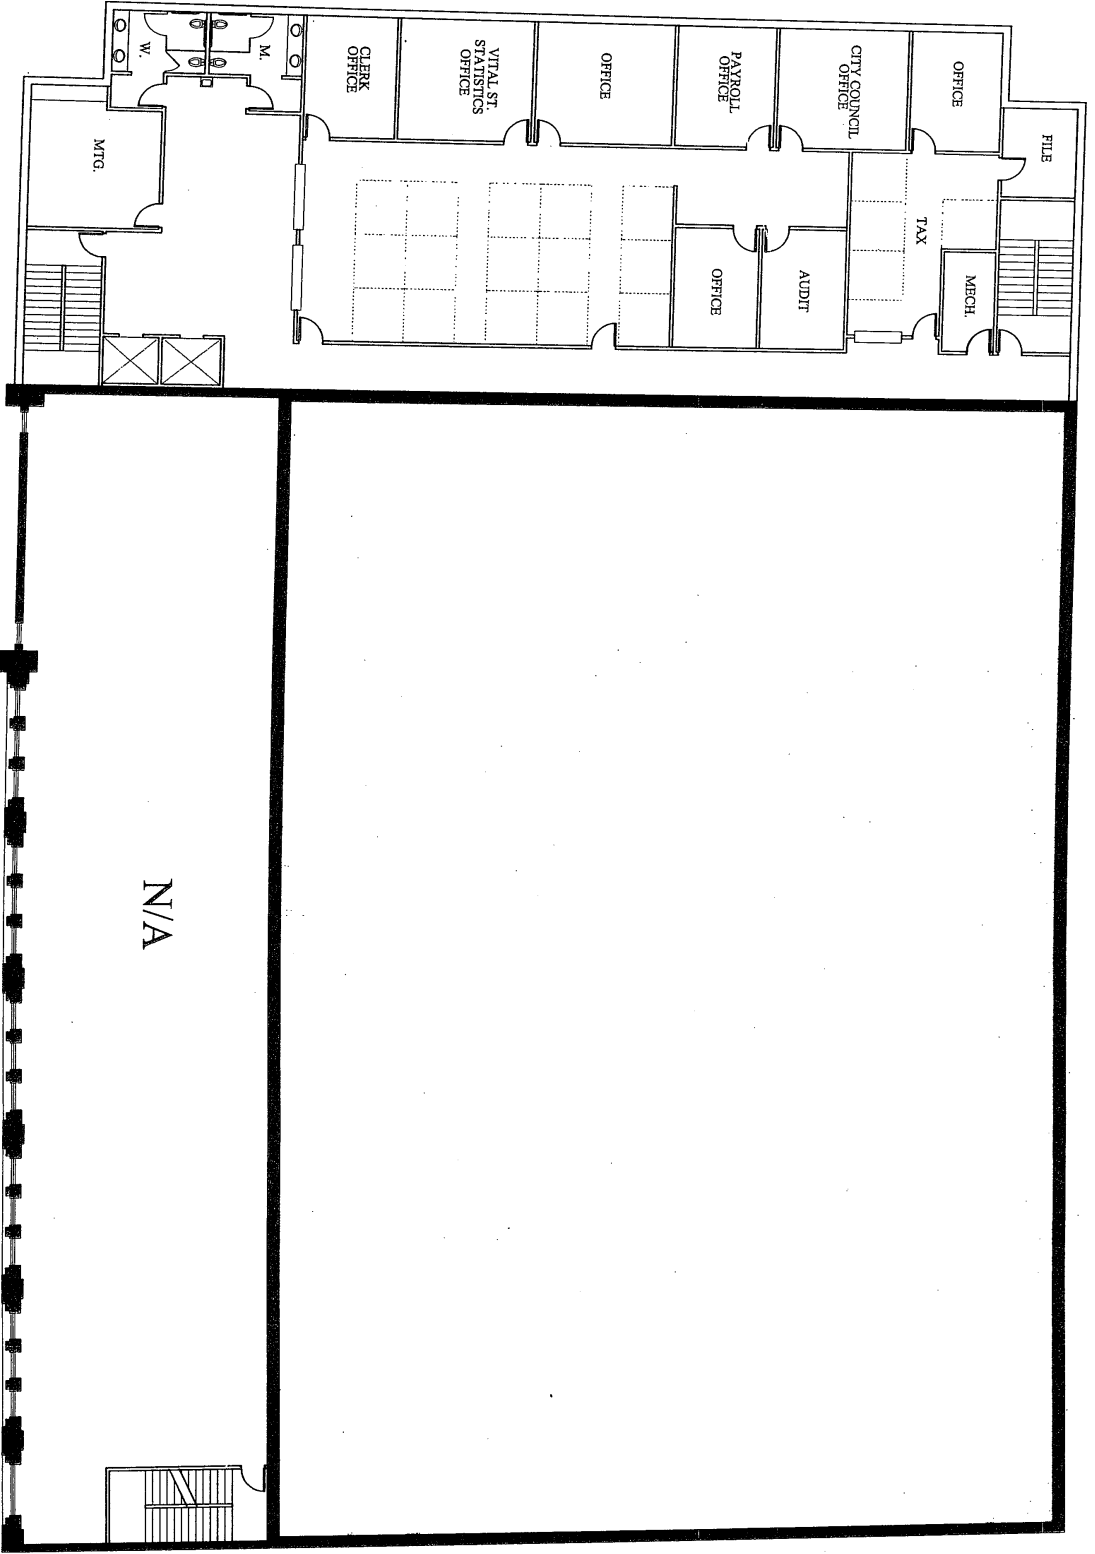 W.
M.
CLERK
OFFICE
VITAL ST.
STATISTICS
OFFICE
OFFICE
PAYROLL
OFFICE
CITY COUNCIL
OFFICE
OFFICE
FILE
MTG.
TAX
OFFICE
AUDIT
MECH.
N/A